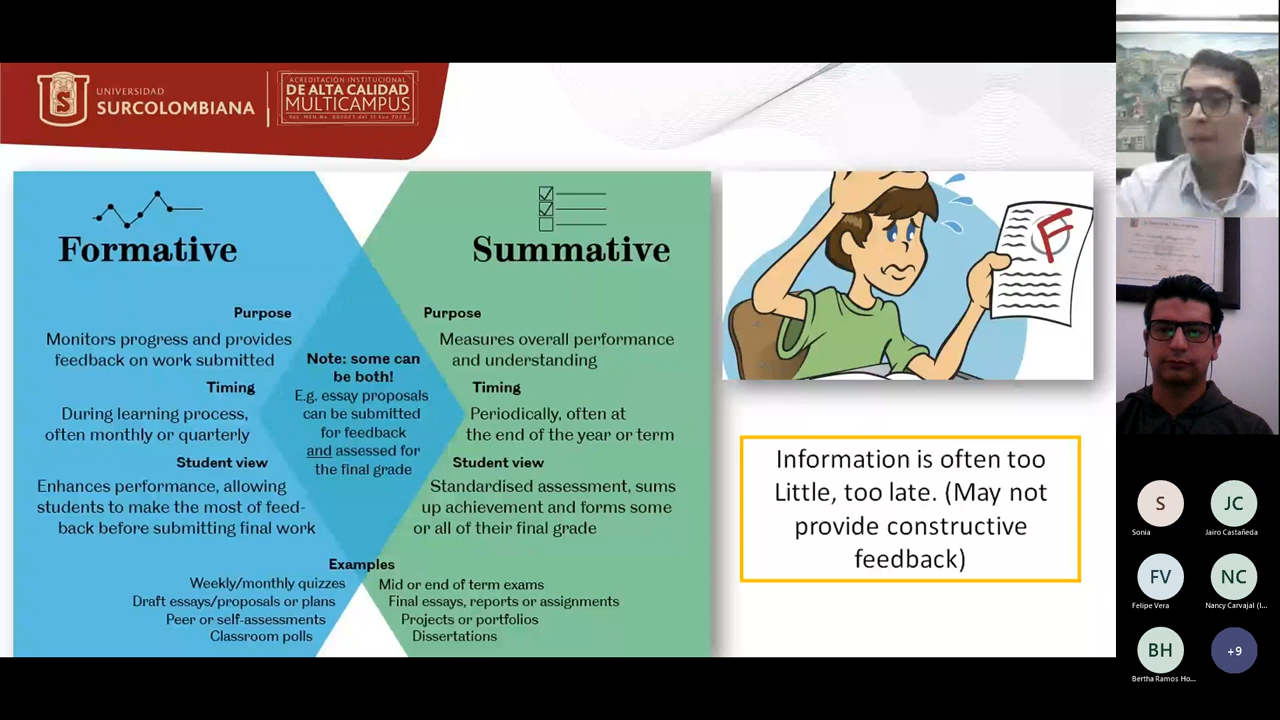 UNIVERSIDAD
SURCOLOMBIANA
ACREDITACIÓN INSTITUCIONAL
DE ALTA CALIDAD
MULTICAMPUS
Formative
Purpose
Monitors progress and provides
feedback on work submitted
Timing
During learning process,
often monthly or quarterly
Student view
Enhances performance, allowing
students to make the most of feed-
back before submitting final work
Note: some can
be both!
E.g. essay proposals
can be submitted
for feedback
and assessed for
the final grade
Summative
Purpose
Measures overall performance
and understanding
Timing
Periodically, often at
the end of the year or term
Student view
Standardised assessment, sums
up achievement and forms some
or all of their final grade
Examples
Weekly/monthly quizzes
Draft essays/proposals or plans
Peer or self-assessments
Classroom polls
Mid or end of term exams
Final essays, reports or assignments
Projects or portfolios
Dissertations
F
Information is often too
Little, too late. (May not
provide constructive
feedback)
S
Sonia
JC
Jairo Castañeda
FV
Felipe Vera
NC
Nancy Carvajal (I...
BH
Bertha Ramos Ho...
+9